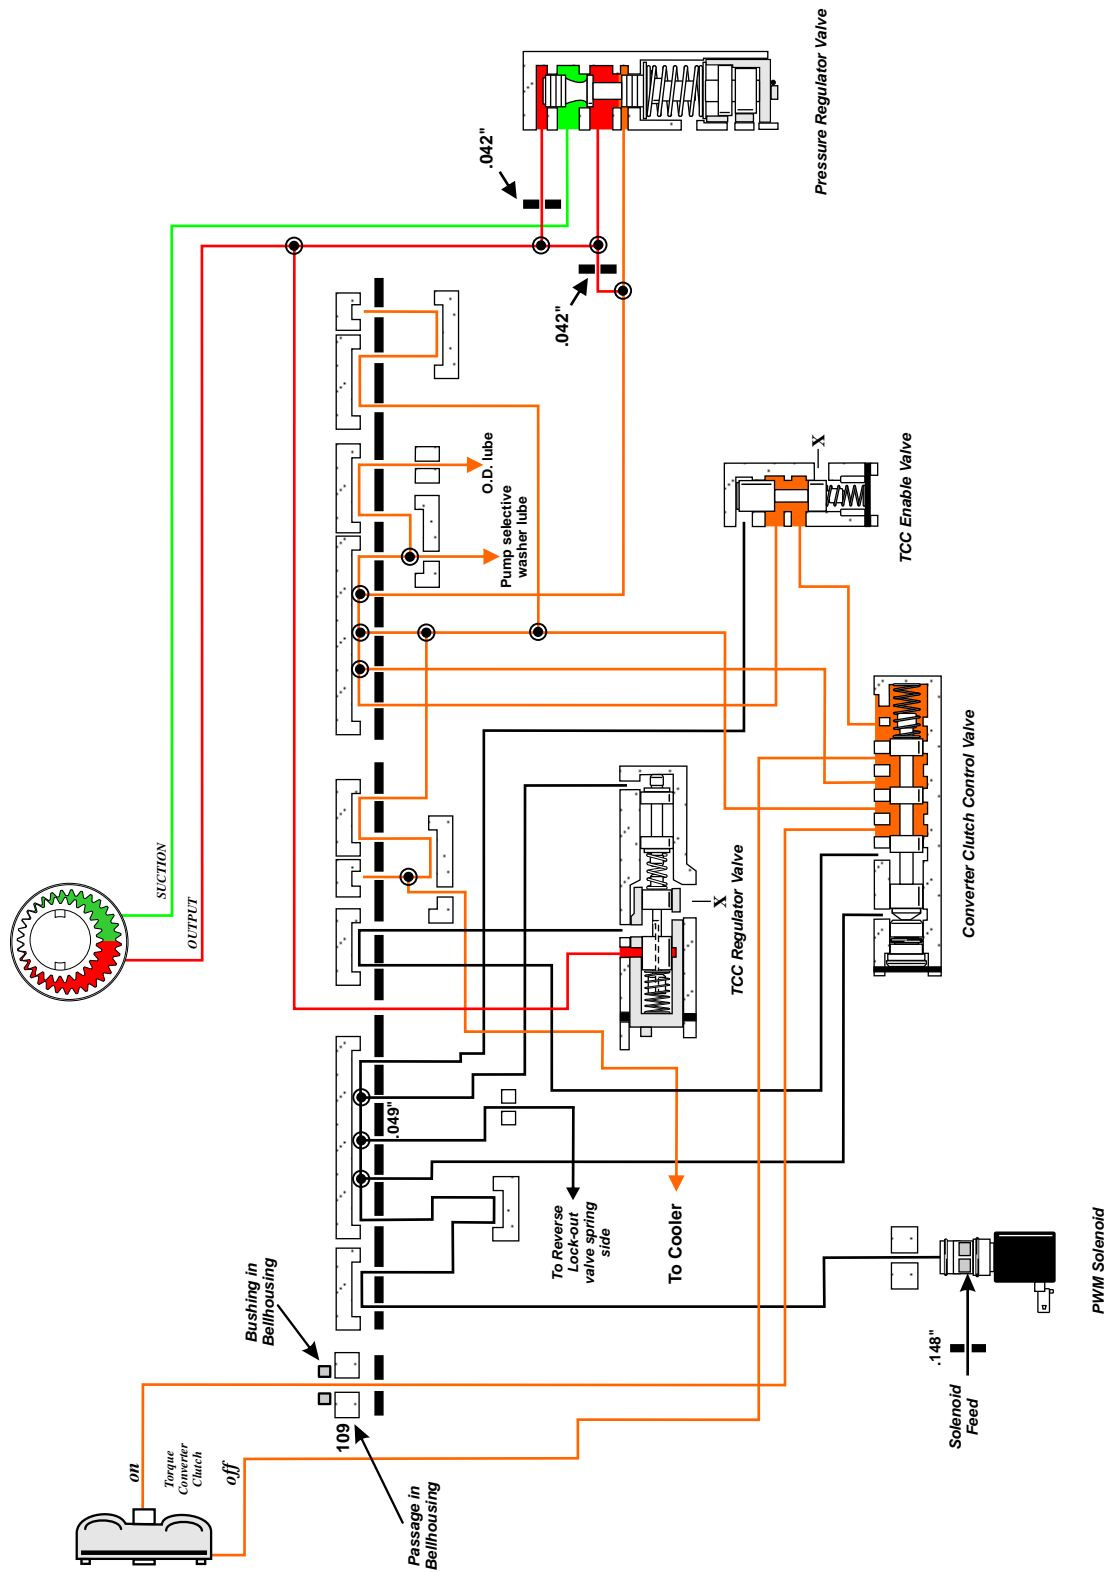 Pressure Regulator Valve
.042"
.042"
SUCTION
OUTPUT
O.D. lube
Pump selective
washer lube
X
TCC Enable Valve
Converter Clutch Control Valve
TCC Regulator Valve
X
.049"
To Reverse
Lock-out
valve spring
side
To Cooler
Bushing in
Bellhousing
109
Passage in
Bellhousing
on
Torque
Converter
Clutch
off
.148"
Solenoid
Feed
PWM Solenoid